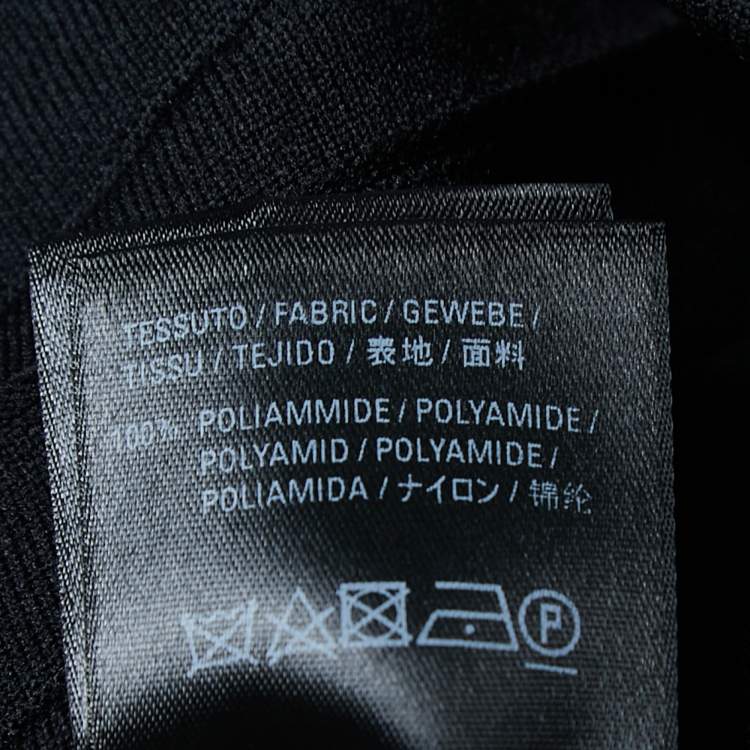 TESSUTO / FABRIC / GEWEBE /
TISSU / TEJIDO / 表地 / 面料
100% POLIAMMIDE / POLYAMIDE /
POLYAMID / POLYAMIDE /
POLIAMIDA / ナイロン / 锦纶
P